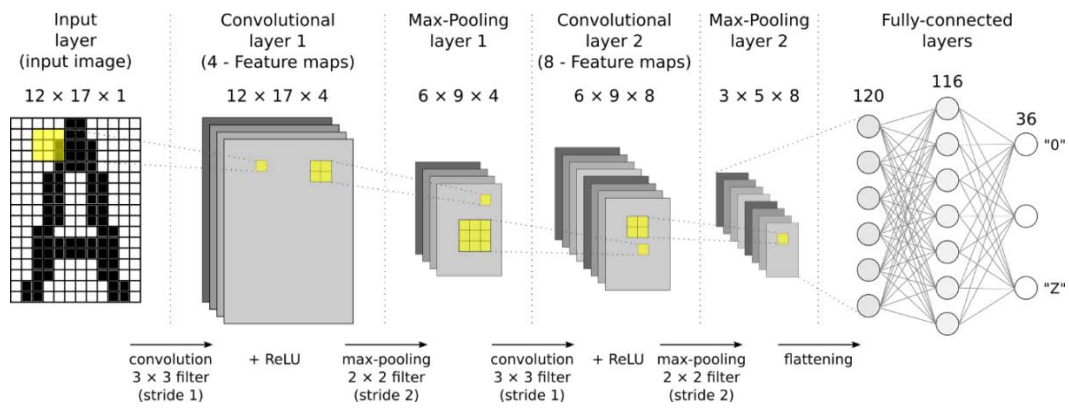 Input
layer
(input image)
12 × 17 × 1
Convolutional
layer 1
(4 - Feature maps)
12 × 17 × 4
Max-Pooling
layer 1
6 × 9 × 4
Convolutional
layer 2
(8 - Feature maps)
6 × 9 × 8
Max-Pooling
layer 2
3 × 5 × 8
Fully-connected
layers
120
116
36
"0"
"Z"
convolution
3 × 3 filter
(stride 1)
+ ReLU
max-pooling
2 × 2 filter
(stride 2)
convolution
3 × 3 filter
(stride 1)
+ ReLU
max-pooling
2 × 2 filter
(stride 2)
flattening